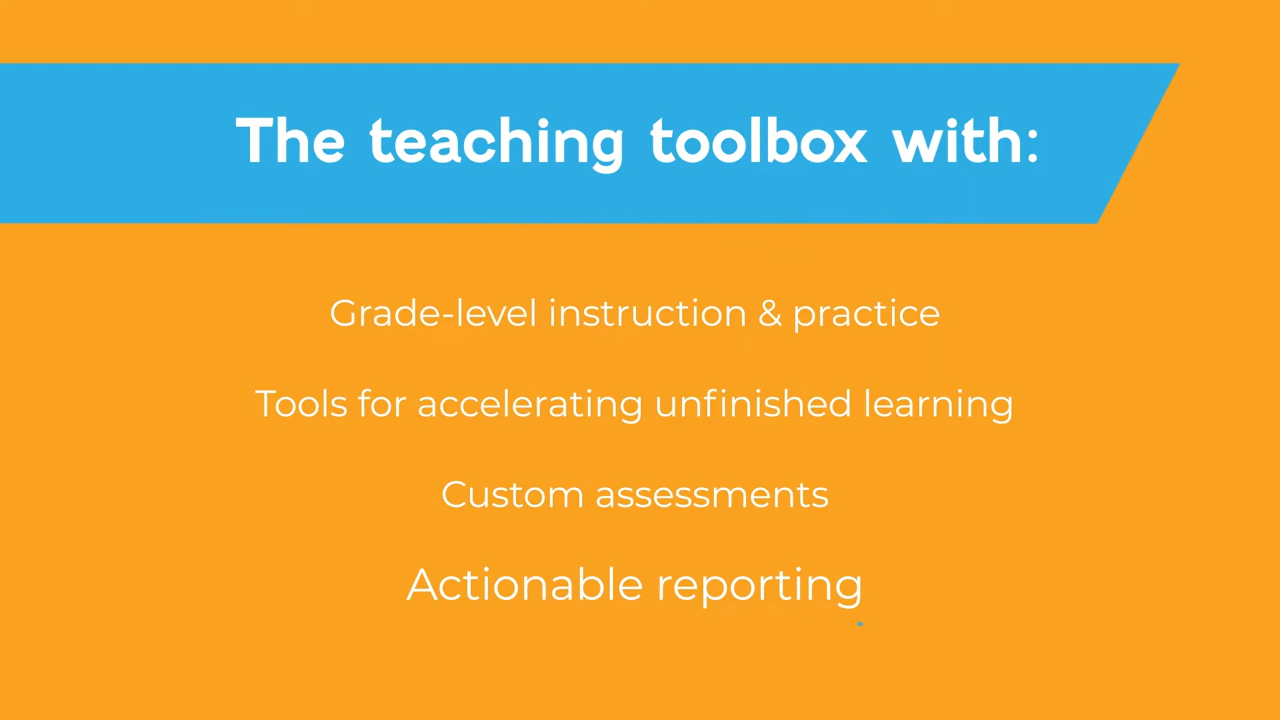 The teaching toolbox with:
Grade-level instruction & practice
Tools for accelerating unfinished learning
Custom assessments
Actionable reporting